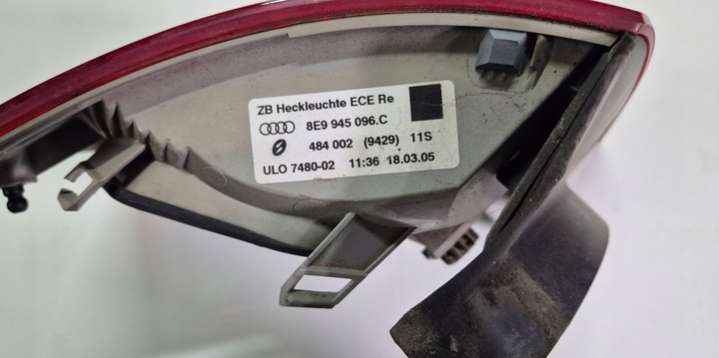 ZB Heckleuchte ECE Re
8E9 945 096.C
484 002 (9429) 11S
ULO 7480-02 11:36 18.03.05